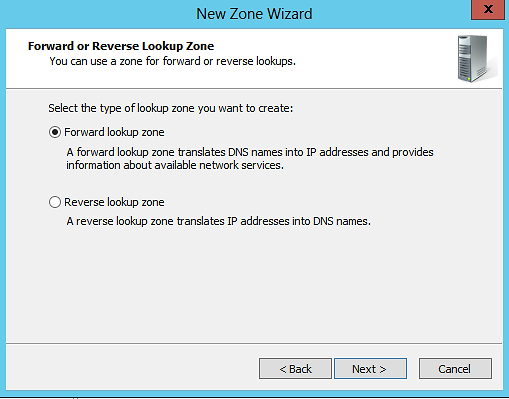 New Zone Wizard
x
Forward or Reverse Lookup Zone
You can use a zone for forward or reverse lookups.
Select the type of lookup zone you want to create:
Forward lookup zone
A forward lookup zone translates DNS names into IP addresses and provides
information about available network services.
Reverse lookup zone
A reverse lookup zone translates IP addresses into DNS names.
< Back Next > Cancel